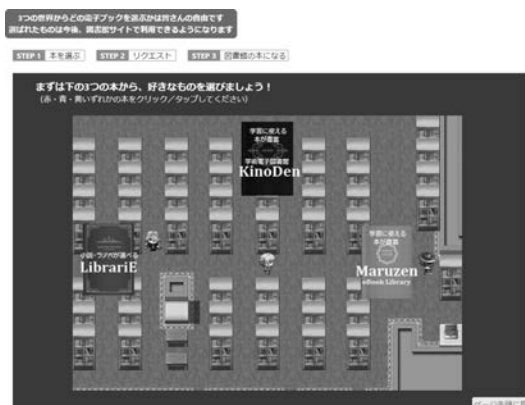 3つの世界からどの電子ブックを選ぶかは皆さんの自由です
選ばれたものは今後、図書館サイトで利用できるようになります
STEP 1 本を選ぶ STEP 2 リクエスト STEP 3 図書館の本になる
まずは下の3つの本から、好きなものを選びましょう！
(赤・青・黄いずれかの本をクリック／タップしてください)
学習に使える
本が豊富
学術電子図書館
KinoDen
小説・ラノベが選べる
LibrariE
学習に使える
本が豊富
Maruzen
eBook Library